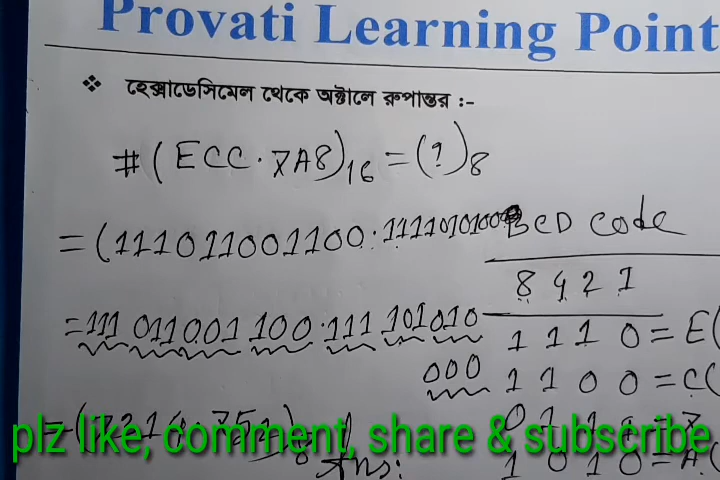 Provati Learning Point
❖ হেক্সাডেসিমেল থেকে অক্টালে রুপান্তর :-
# (ECC.7A8)16 = (?)8
= (111011001100.111101010 BCD code
8 4 2 1
= 111 011 001 100.111 101 010 1 1 1 0 = E(
000 1 1 0 0 = C(
0 1 1 1 = 7
plz like, comment, share & subscribe
Ans: 1 0 1 0 = A(